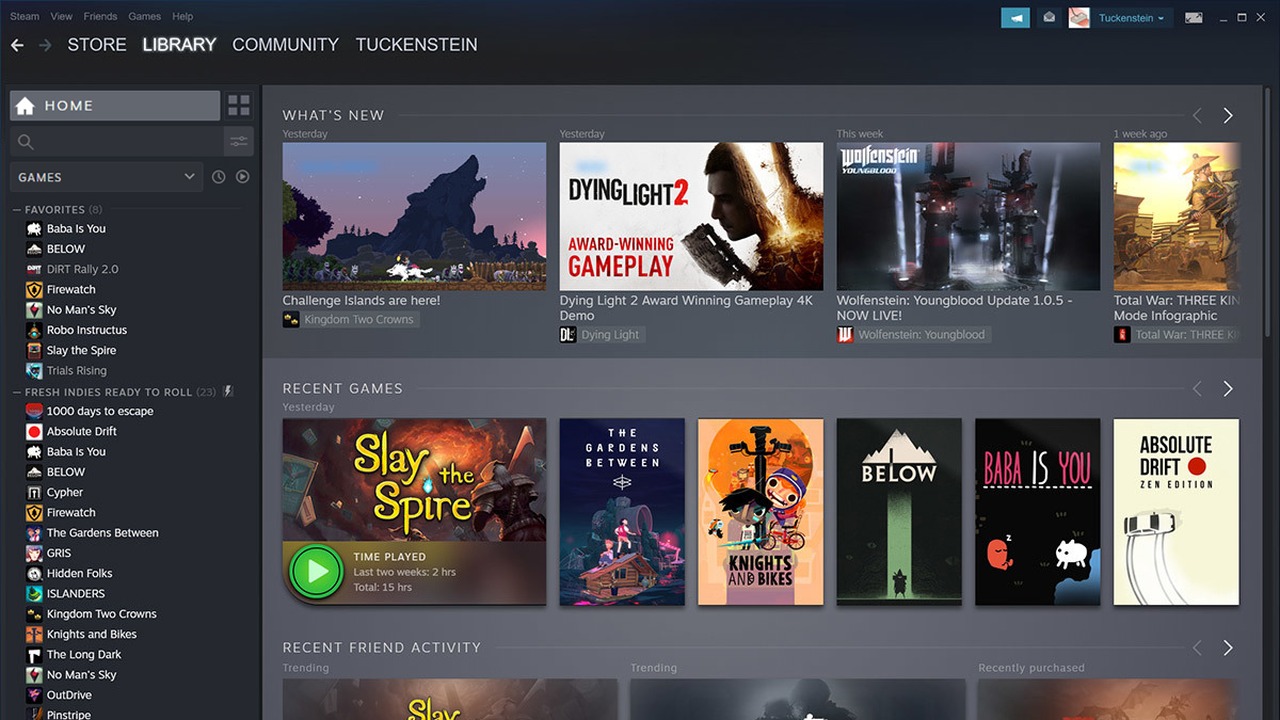 Steam View Friends Games Help
Tuckenstein
STORE LIBRARY COMMUNITY TUCKENSTEIN
HOME
GAMES
FAVORITES (8)
Baba Is You
BELOW
DiRT Rally 2.0
Firewatch
No Man's Sky
Robo Instructus
Slay the Spire
Trials Rising
FRESH INDIES READY TO ROLL (23)
1000 days to escape
Absolute Drift
Baba Is You
BELOW
Cypher
Firewatch
The Gardens Between
GRIS
Hidden Folks
ISLANDERS
Kingdom Two Crowns
Knights and Bikes
The Long Dark
No Man's Sky
OutDrive
Pinstripe
WHAT'S NEW
Yesterday
Challenge Islands are here!
Kingdom Two Crowns
Yesterday
DYING LIGHT 2
AWARD-WINNING
GAMEPLAY
Dying Light 2 Award Winning Gameplay 4K
Demo
DL
Dying Light
This week
Wolfenstein
YOUNGBLOOD
Wolfenstein: Youngblood Update 1.0.5 -
NOW LIVE!
Wolfenstein: Youngblood
1 week ago
Total War: THREE KIN
Mode Infographic
Total War: THREE KI
RECENT GAMES
Yesterday
Slay
the
Spire
TIME PLAYED
Last two weeks: 2 hrs
Total: 15 hrs
THE
GARDENS
BETWEEN
KNIGHTS
AND BIKES
BELOW
BABA IS YOU
Z
ABSOLUTE
DRIFT
ZEN EDITION
RECENT FRIEND ACTIVITY
Trending
Slay
the
Trending
Recently purchased